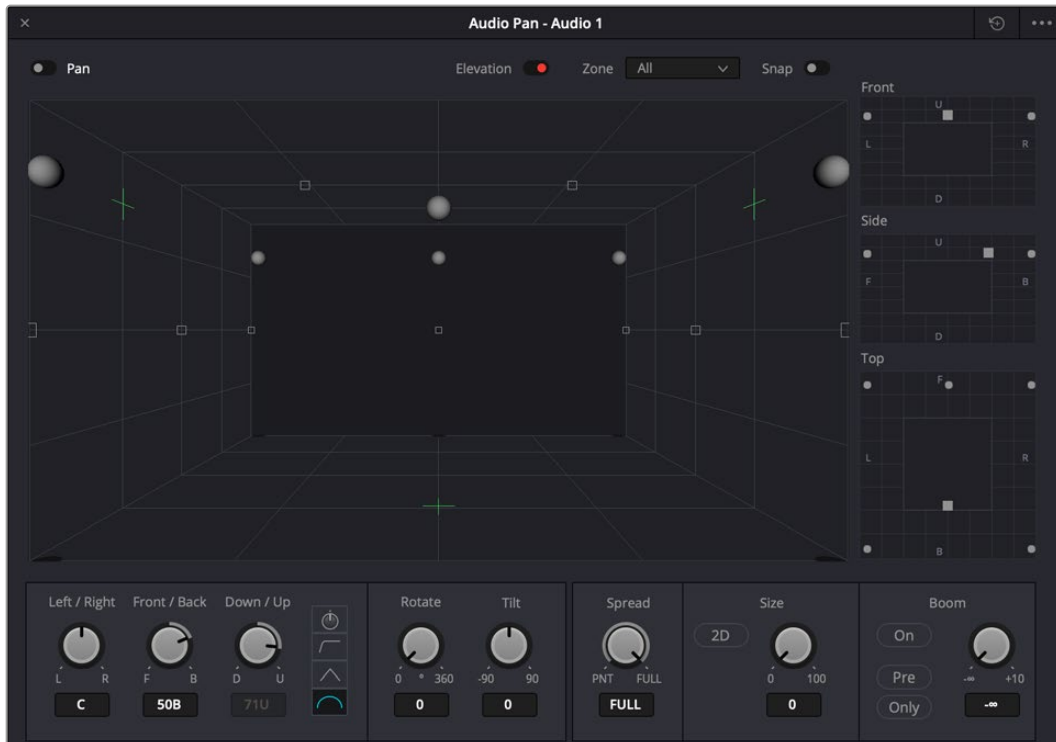 Audio Pan - Audio 1
Pan
Elevation
Zone
All
Snap
Front
U
L
R
D
Side
U
F
B
D
Top
F
L
R
B
Left / Right
Front / Back
Down / Up
Rotate
Tilt
Spread
Size
Boom
2D
On
L R
F B
D U
0 ° 360
-90 90
PNT FULL
0 100
Pre
-∞ +10
C
50B
71U
0
0
FULL
0
Only
-∞